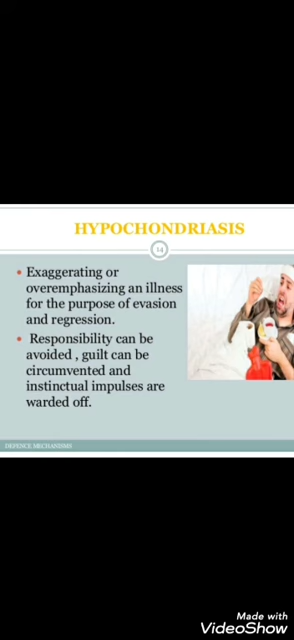 HYPOCHONDRIASIS
14
• Exaggerating or
overemphasizing an illness
for the purpose of evasion
and regression.
• Responsibility can be
avoided , guilt can be
circumvented and
instinctual impulses are
warded off.
DEFENCE MECHANISMS
Made with
VideoShow